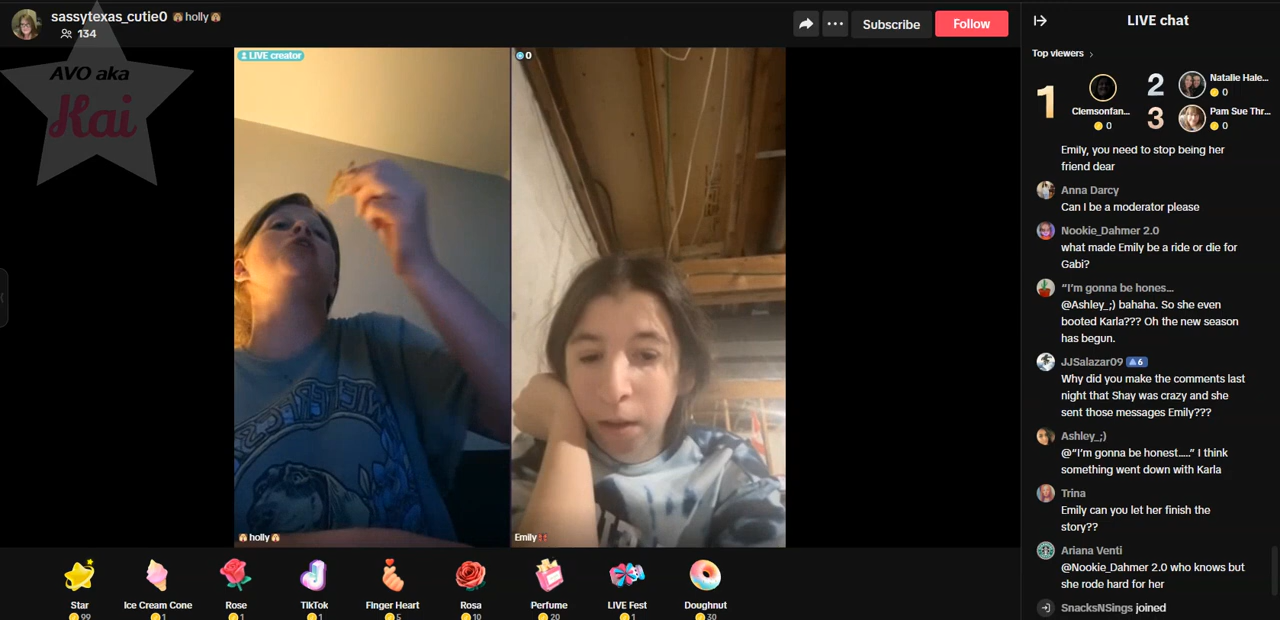 sassytexas_cutie0 🙈holly🙈
134
AVO aka
Kai
Subscribe
Follow
LIVE creator
0
holly
Emily
Star
99
Ice Cream Cone
1
Rose
1
TikTok
1
Finger Heart
5
Rosa
10
Perfume
20
LIVE Fest
1
Doughnut
30
LIVE chat
Top viewers
1
Clemsonfan...
0
2
Natalie Hale...
0
3
Pam Sue Thr...
0
Emily, you need to stop being her
friend dear
Anna Darcy
Can I be a moderator please
Nookie_Dahmer 2.0
what made Emily be a ride or die for
Gabi?
"I'm gonna be hones...
@Ashley_;) bahaha. So she even
booted Karla??? Oh the new season
has begun.
JJSalazar09 6
Why did you make the comments last
night that Shay was crazy and she
sent those messages Emily???
Ashley_;)
@"I'm gonna be honest....." I think
something went down with Karla
Trina
Emily can you let her finish the
story??
Ariana Venti
@Nookie_Dahmer 2.0 who knows but
she rode hard for her
SnacksNSings joined